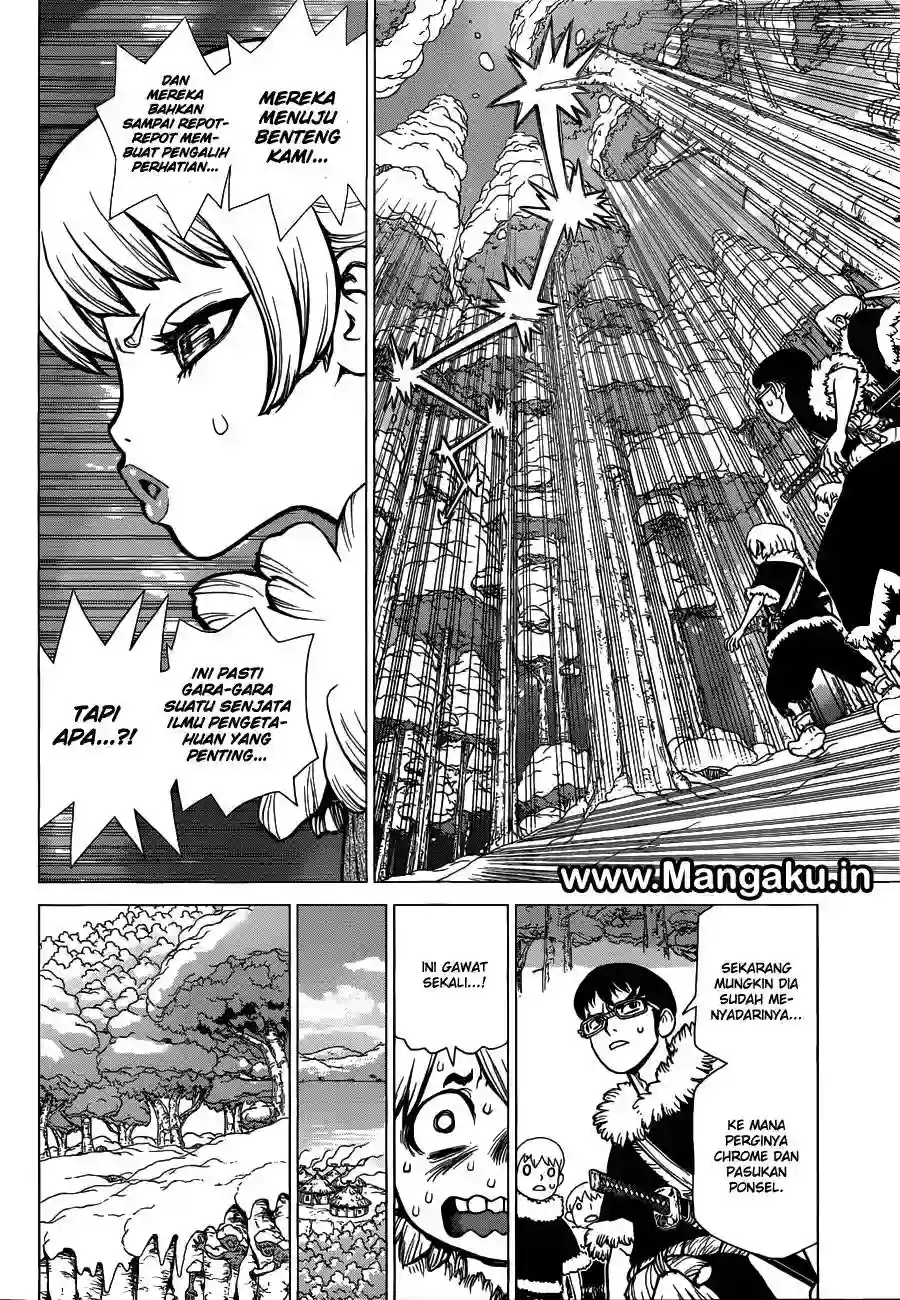 MEREKA
MENUJU
BENTENG
KAMI...
DAN
MEREKA
BAHKAN
SAMPAI REPOT-
REPOT MEM-
BUAT PENGALIH
PERHATIAN...
INI PASTI
GARA-GARA
SUATU SENJATA
ILMU PENGETA-
HUAN YANG
PENTING...
TAPI
APA...?!
www.Mangaku.in
SEKARANG
MUNGKIN DIA
SUDAH ME-
NYADARINYA...
KE MANA
PERGINYA
CHROME DAN
PASUKAN
PONSEL.
INI GAWAT
SEKALI...!